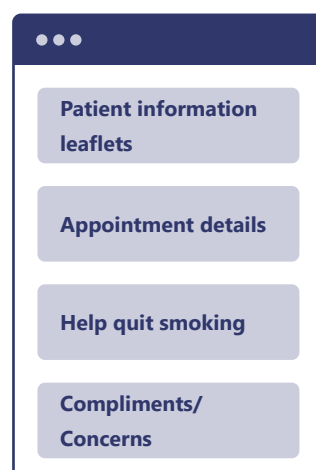 Patient information
leaflets
Appointment details
Help quit smoking
Compliments/
Concerns